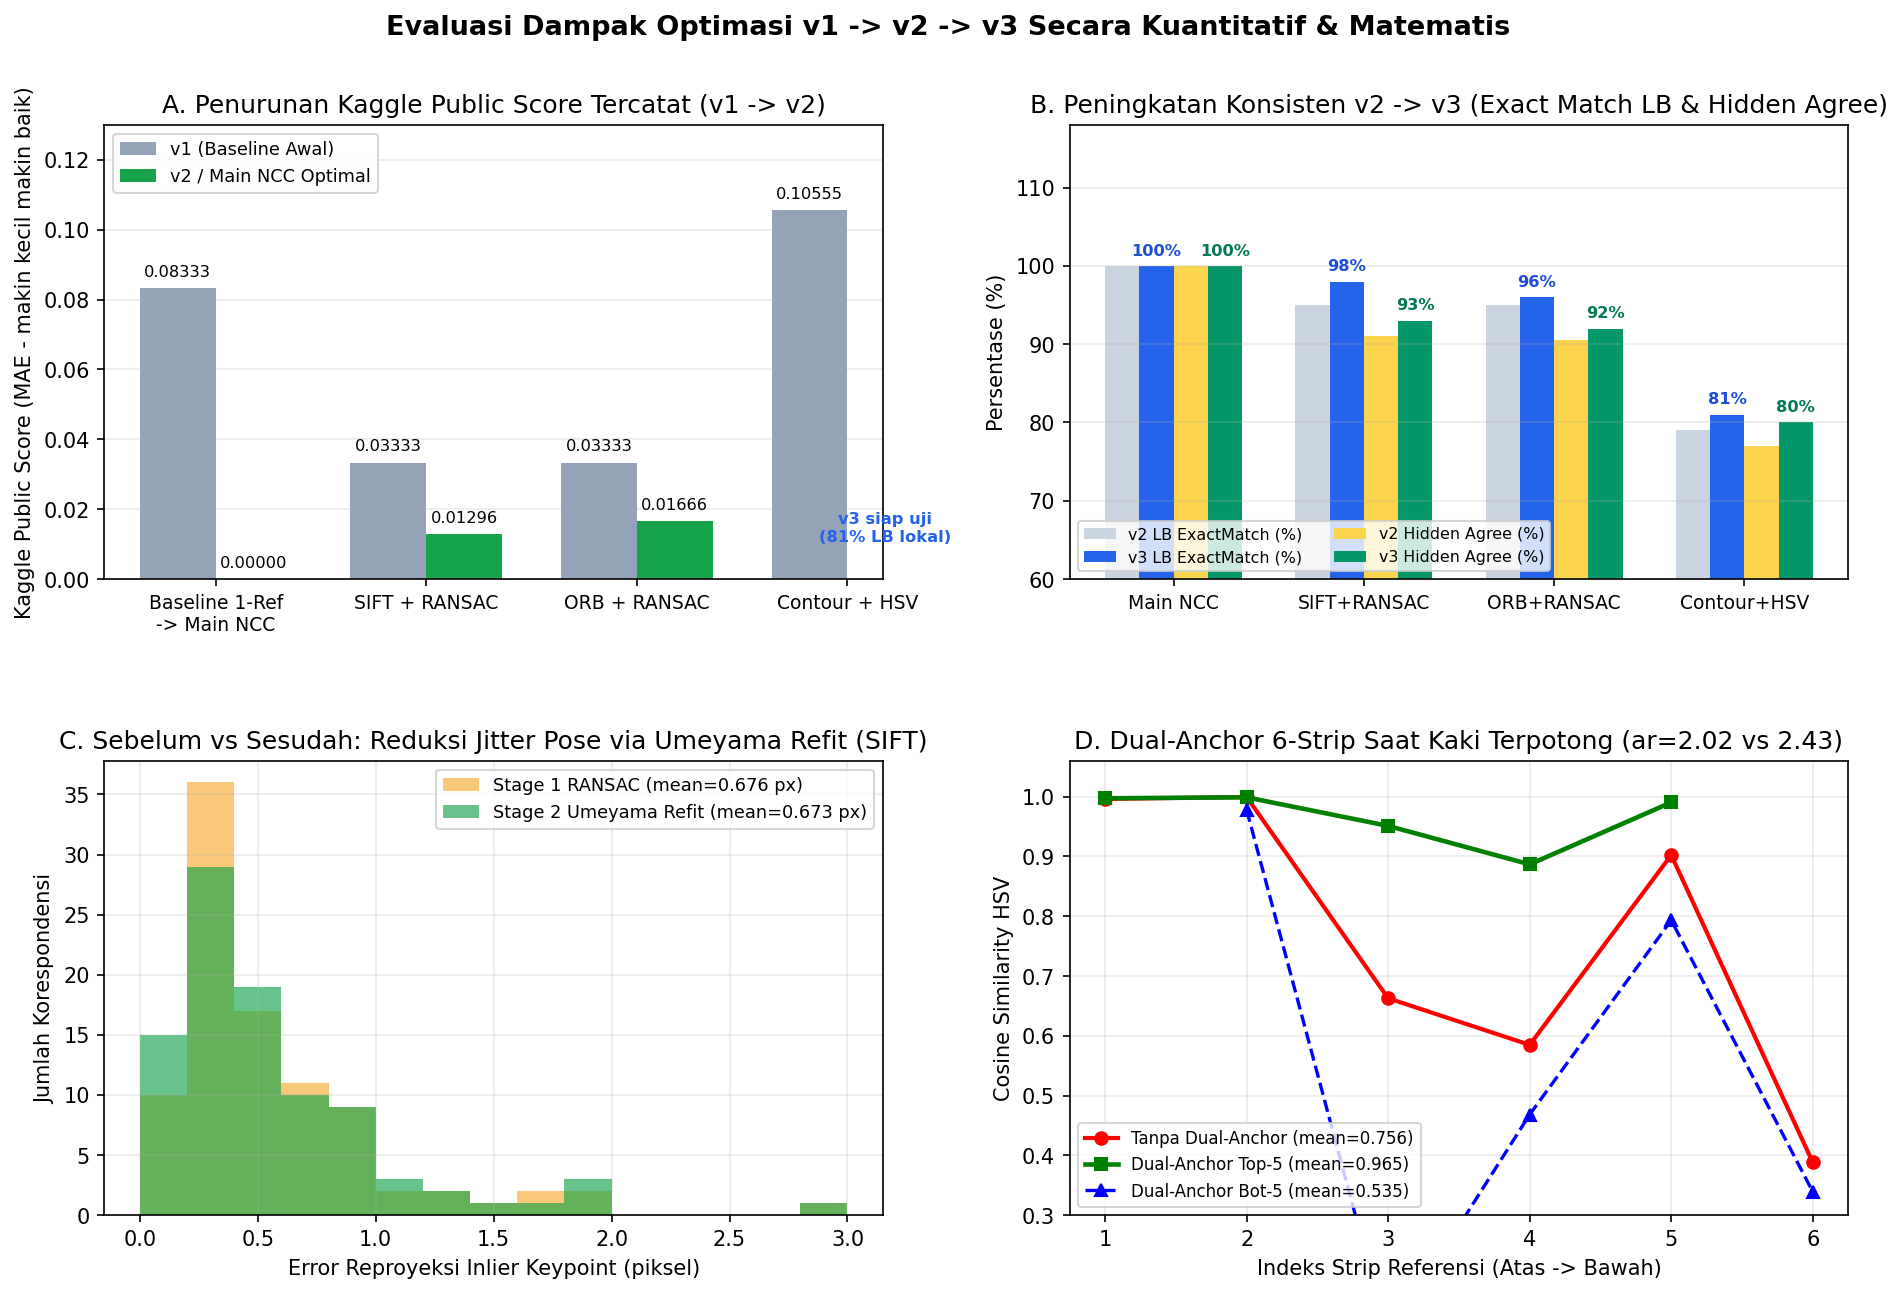 Evaluasi Dampak Optimasi v1 -> v2 -> v3 Secara Kuantitatif & Matematis
A. Penurunan Kaggle Public Score Tercatat (v1 -> v2)
Kaggle Public Score (MAE - makin kecil makin baik)
0.12
0.10
0.08
0.06
0.04
0.02
0.00
v1 (Baseline Awal)
v2 / Main NCC Optimal
0.08333
0.00000
0.03333
0.01296
0.03333
0.01666
0.10555
v3 siap uji
(81% LB lokal)
Baseline 1-Ref
-> Main NCC
SIFT + RANSAC
ORB + RANSAC
Contour + HSV
B. Peningkatan Konsisten v2 -> v3 (Exact Match LB & Hidden Agree)
Persentase (%)
110
100
90
80
70
60
100%
100%
98%
93%
96%
92%
81%
80%
v2 LB ExactMatch (%)
v3 LB ExactMatch (%)
v2 Hidden Agree (%)
v3 Hidden Agree (%)
Main NCC
SIFT+RANSAC
ORB+RANSAC
Contour+HSV
C. Sebelum vs Sesudah: Reduksi Jitter Pose via Umeyama Refit (SIFT)
Jumlah Korespondensi
35
30
25
20
15
10
5
0
Stage 1 RANSAC (mean=0.676 px)
Stage 2 Umeyama Refit (mean=0.673 px)
0.0
0.5
1.0
1.5
2.0
2.5
3.0
Error Reproyeksi Inlier Keypoint (piksel)
D. Dual-Anchor 6-Strip Saat Kaki Terpotong (ar=2.02 vs 2.43)
Cosine Similarity HSV
1.0
0.9
0.8
0.7
0.6
0.5
0.4
0.3
Tanpa Dual-Anchor (mean=0.756)
Dual-Anchor Top-5 (mean=0.965)
Dual-Anchor Bot-5 (mean=0.535)
1
2
3
4
5
6
Indeks Strip Referensi (Atas -> Bawah)